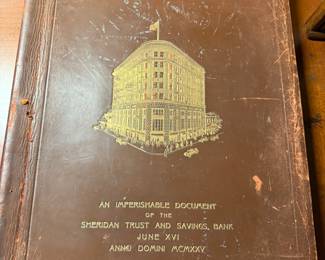 AN IMPERISHABLE DOCUMENT
OF THE
SHERIDAN TRUST AND SAVINGS BANK
JUNE XVI
ANNO DOMINI MCMXXV